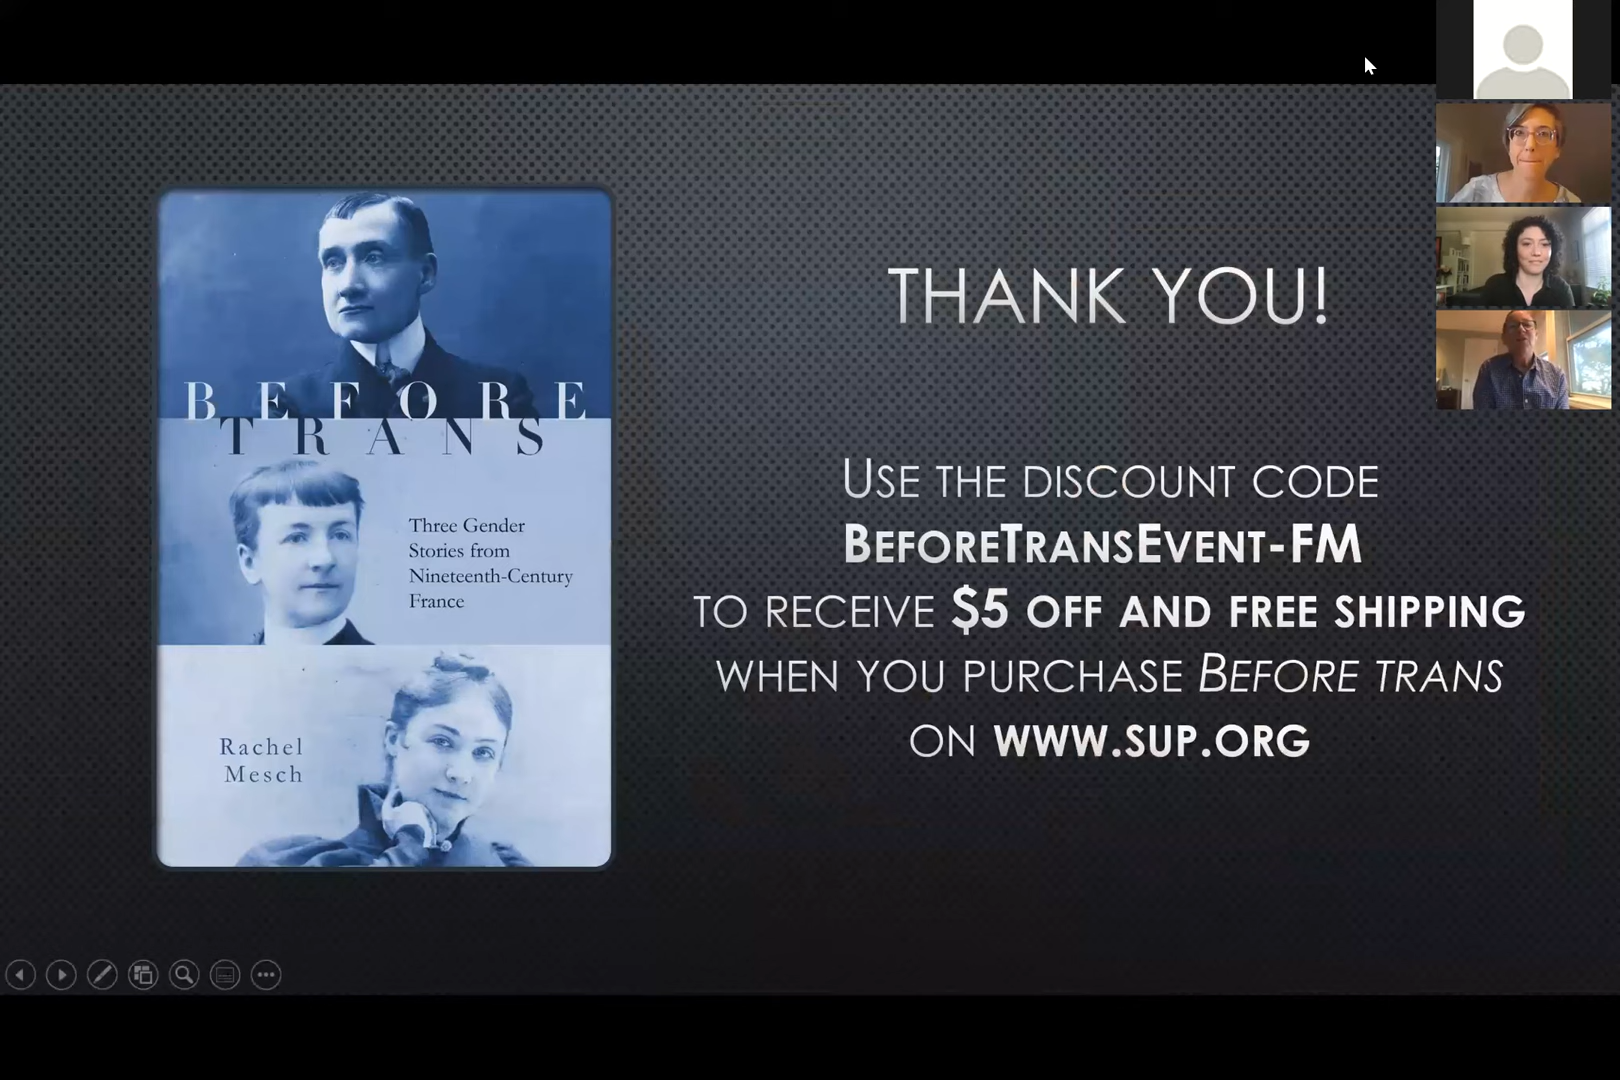 BEFORE
TRANS
Three Gender
Stories from
Nineteenth-Century
France
Rachel
Mesch
THANK YOU!
USE THE DISCOUNT CODE
BEFORETRANSEVENT-FM
TO RECEIVE $5 OFF AND FREE SHIPPING
WHEN YOU PURCHASE BEFORE TRANS
ON WWW.SUP.ORG